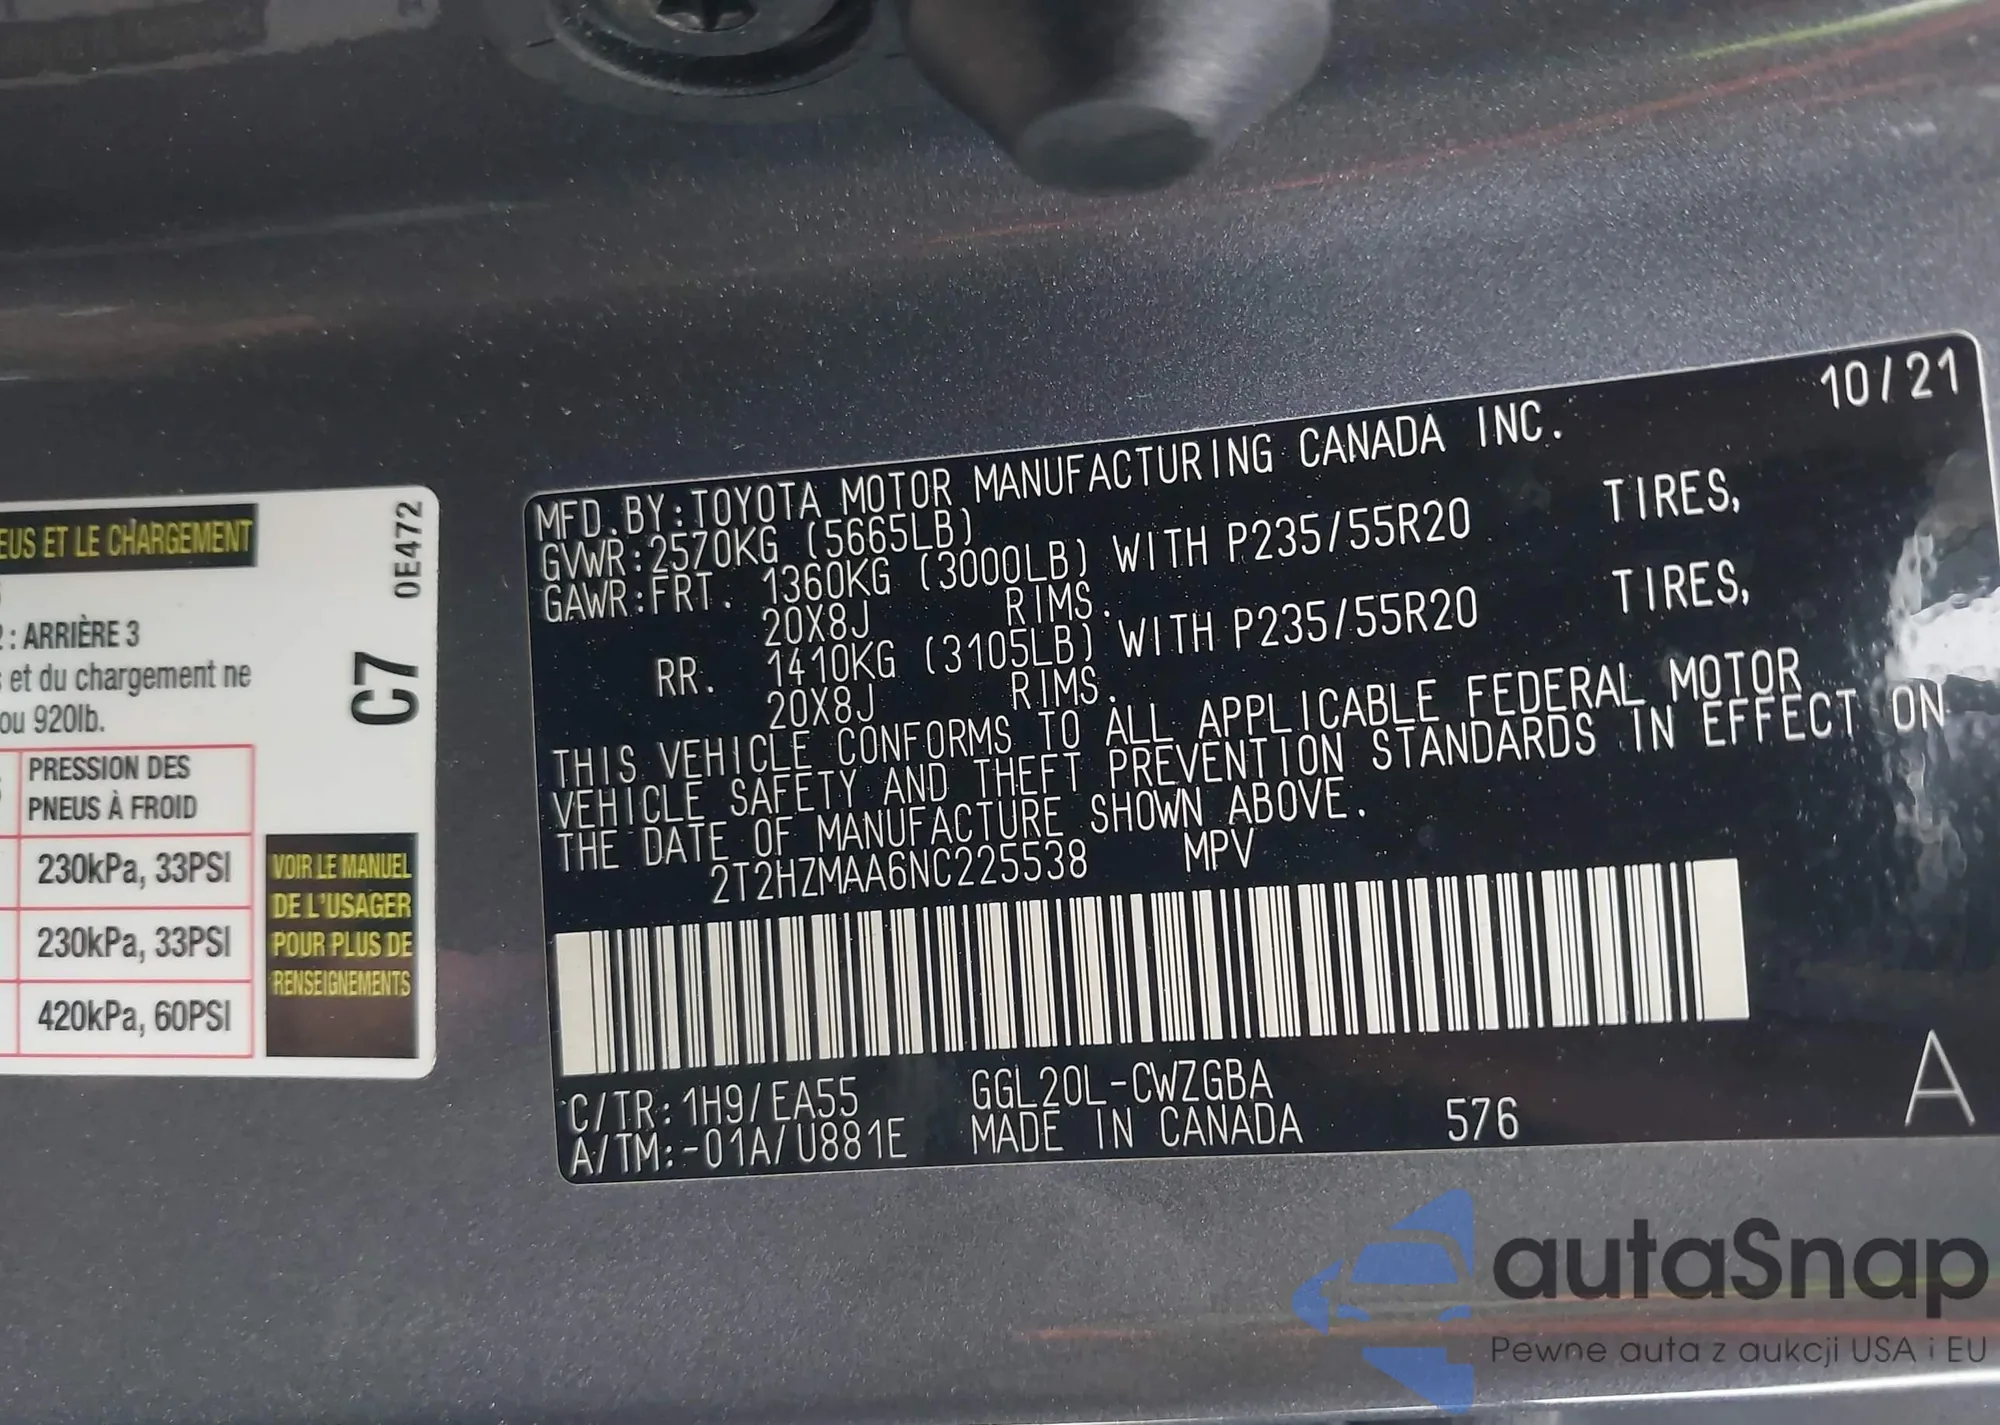 EUS ET LE CHARGEMENT
2 : ARRIÈRE 3
et du chargement ne
ou 920lb.
PRESSION DES
PNEUS À FROID
230kPa, 33PSI
230kPa, 33PSI
420kPa, 60PSI
VOIR LE MANUEL
DE L'USAGER
POUR PLUS DE
RENSEIGNEMENTS
0E472
C7
10/21
MFD.BY:TOYOTA MOTOR MANUFACTURING CANADA INC.
GVWR:2570KG (5665LB)
GAWR:FRT. 1360KG (3000LB) WITH P235/55R20 TIRES,
20X8J RIMS.
RR. 1410KG (3105LB) WITH P235/55R20 TIRES,
20X8J RIMS.
THIS VEHICLE CONFORMS TO ALL APPLICABLE FEDERAL MOTOR
VEHICLE SAFETY AND THEFT PREVENTION STANDARDS IN EFFECT ON
THE DATE OF MANUFACTURE SHOWN ABOVE.
2T2HZMAA6NC225538 MPV
C/TR:1H9/EA55 GGL20L-CWZGBA
A/TM:-01A/U881E MADE IN CANADA 576 A
autaSnap
Pewne auta z aukcji USA i EU